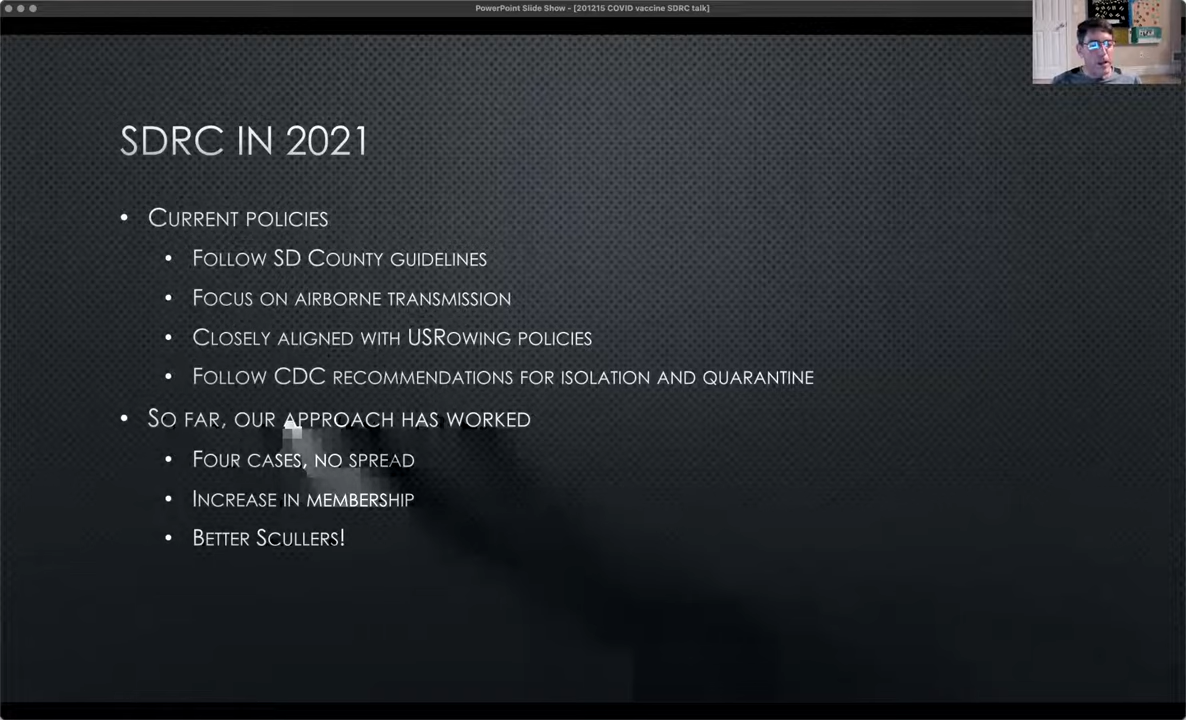 PowerPoint Slide Show - [201215 COVID vaccine SDRC talk]
SDRC IN 2021
• CURRENT POLICIES
• FOLLOW SD COUNTY GUIDELINES
• FOCUS ON AIRBORNE TRANSMISSION
• CLOSELY ALIGNED WITH USROWING POLICIES
• FOLLOW CDC RECOMMENDATIONS FOR ISOLATION AND QUARANTINE
• SO FAR, OUR APPROACH HAS WORKED
• FOUR CASES, NO SPREAD
• INCREASE IN MEMBERSHIP
• BETTER SCULLERS!